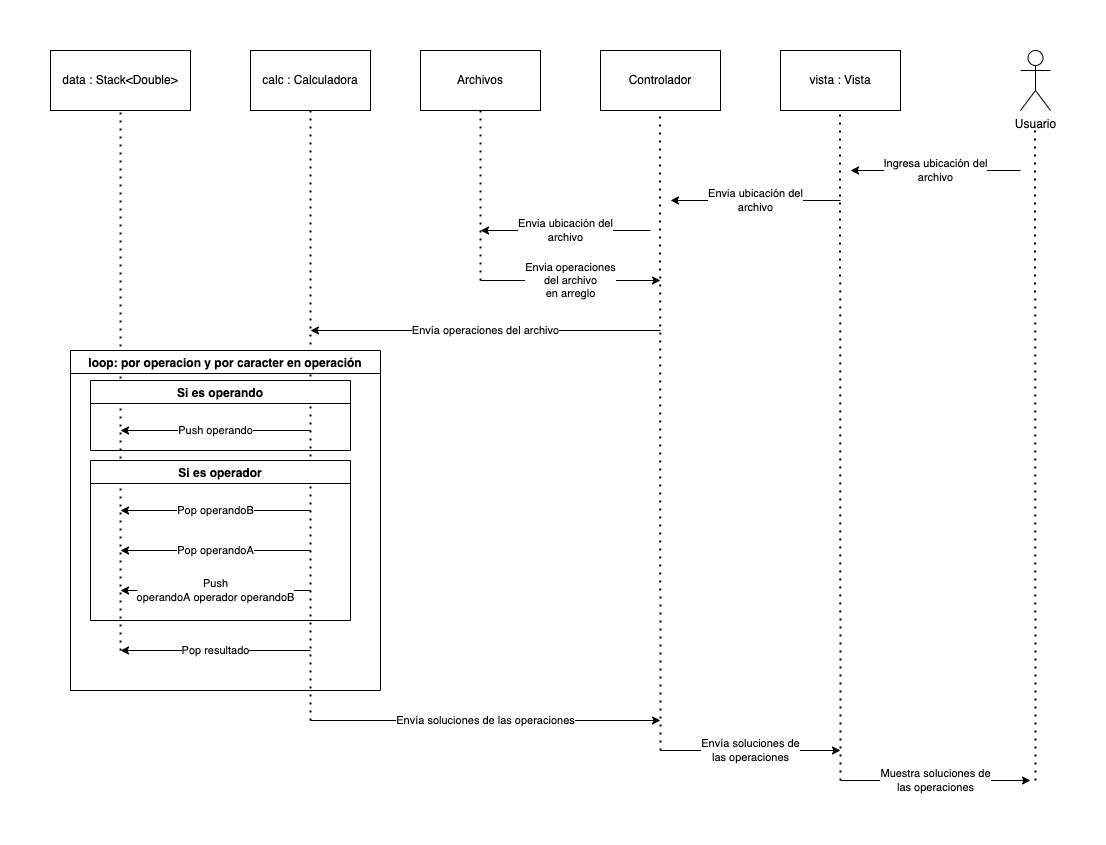 data : Stack<Double>
calc : Calculadora
Archivos
Controlador
vista : Vista
Usuario
Ingresa ubicación del
archivo
Envia ubicación del
archivo
Envia ubicación del
archivo
Envia operaciones
del archivo
en arreglo
Envía operaciones del archivo
loop: por operacion y por caracter en operación
Si es operando
Push operando
Si es operador
Pop operandoB
Pop operandoA
Push
operandoA operador operandoB
Pop resultado
Envía soluciones de las operaciones
Envía soluciones de
las operaciones
Muestra soluciones de
las operaciones